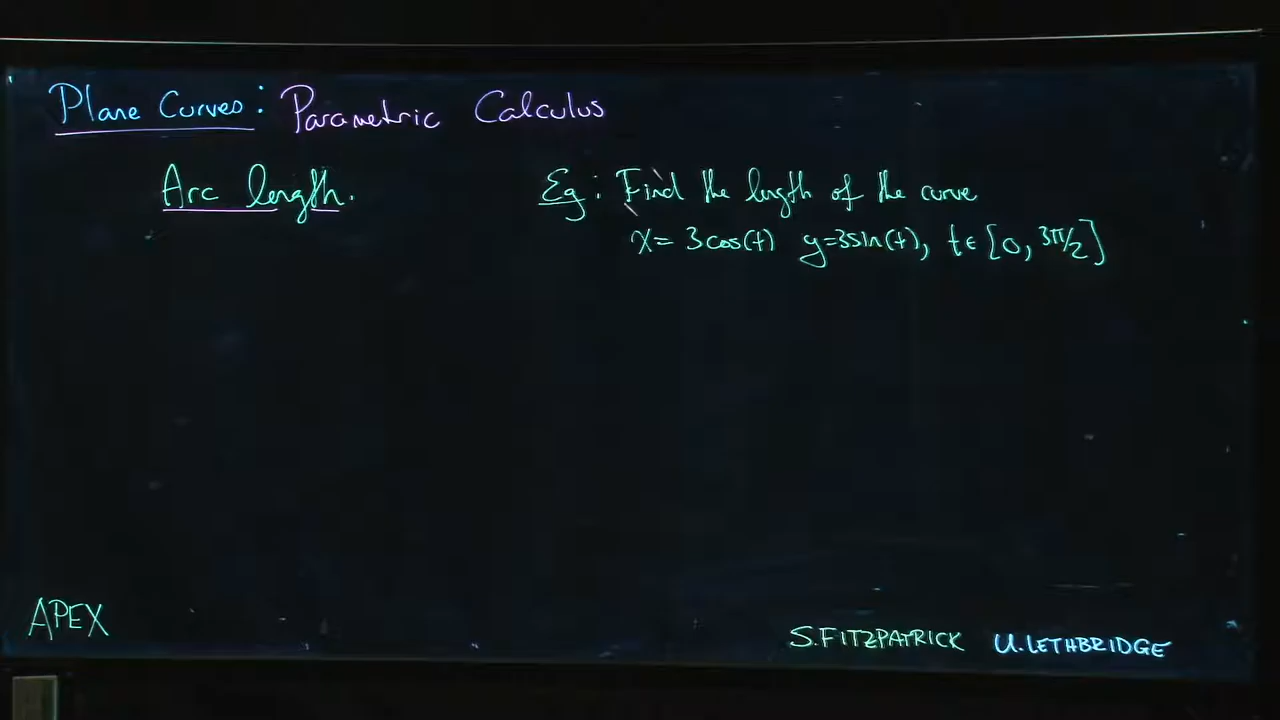 Plane Curves: Parametric Calculus
Arc length.
Eg: Find the length of the curve
x = 3cos(t) y=3sin(t), t∈[0, 3π/2]
APEX
S.FITZPATRICK U.LETHBRIDGE